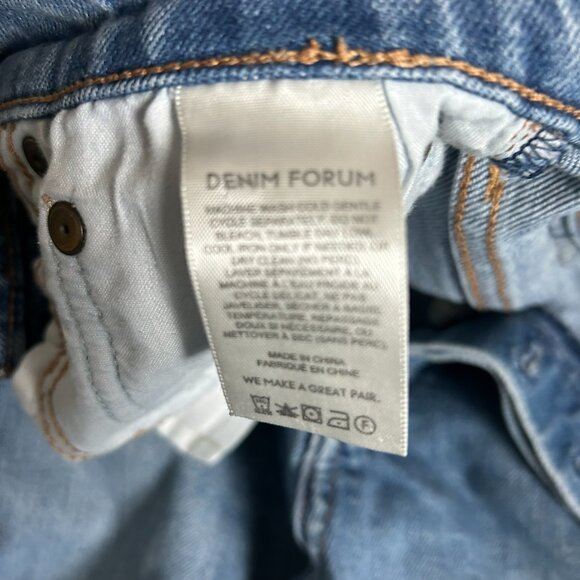 DENIM FORUM
MACHINE WASH COLD GENTLE
CYCLE SEPARATELY. DO NOT
BLEACH, TUMBLE DRY LOW.
COOL IRON ONLY IF NEEDED, OR
DRY CLEAN (NO PERC).
LAVER SÉPARÉMENT À LA
MACHINE À L'EAU FROIDE AU
CYCLE DÉLICAT. NE PAS
JAVELISER. SÉCHER À BASSE
TEMPÉRATURE. REPASSER
DOUX SI NÉCESSAIRE, OU
NETTOYER À SEC (SANS PERC).
MADE IN CHINA
FABRIQUÉ EN CHINE
WE MAKE A GREAT PAIR.
F